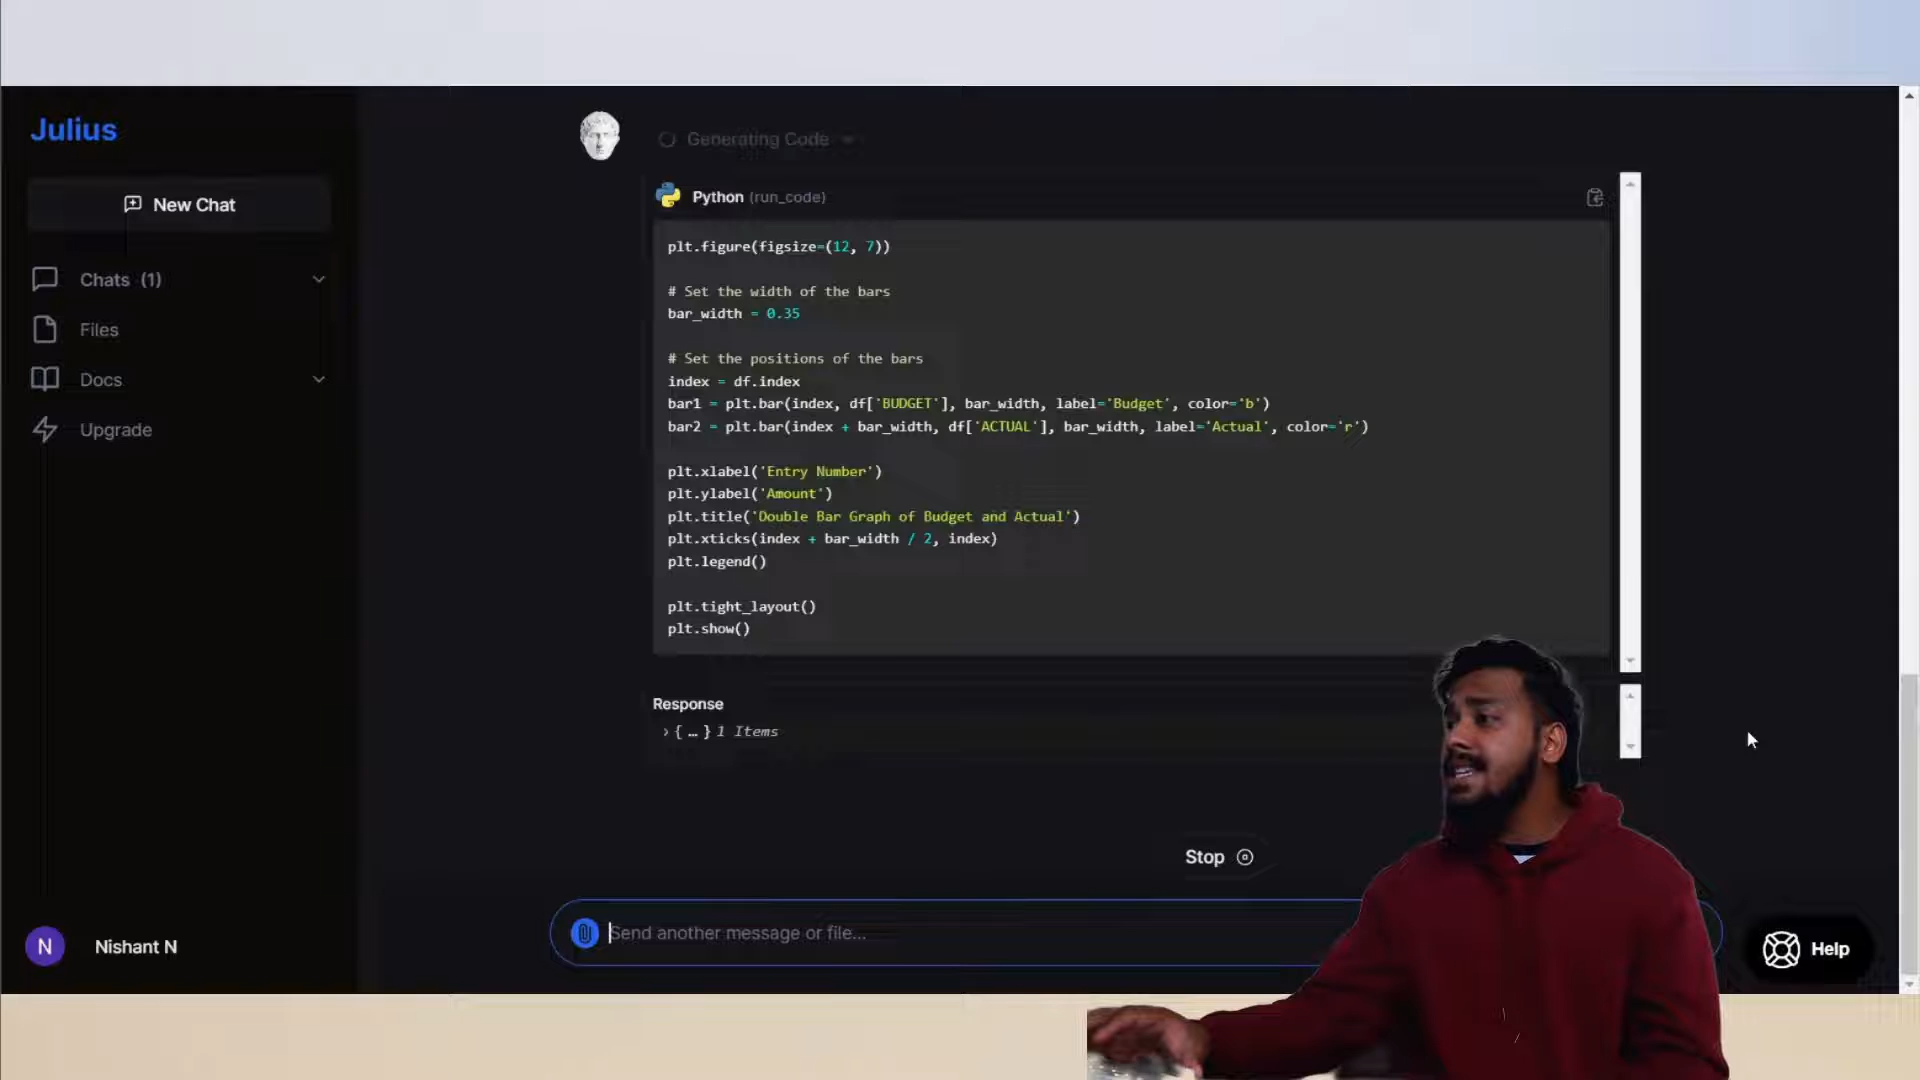 Julius
New Chat
Chats (1)
Files
Docs
Upgrade
N
Nishant N
Generating Code
Python (run_code)
plt.figure(figsize=(12, 7))
# Set the width of the bars
bar_width = 0.35
# Set the positions of the bars
index = df.index
bar1 = plt.bar(index, df['BUDGET'], bar_width, label='Budget', color='b')
bar2 = plt.bar(index + bar_width, df['ACTUAL'], bar_width, label='Actual', color='r')
plt.xlabel('Entry Number')
plt.ylabel('Amount')
plt.title('Double Bar Graph of Budget and Actual')
plt.xticks(index + bar_width / 2, index)
plt.legend()
plt.tight_layout()
plt.show()
Response
› { … } 1 Items
Stop
Send another message or file...
Help